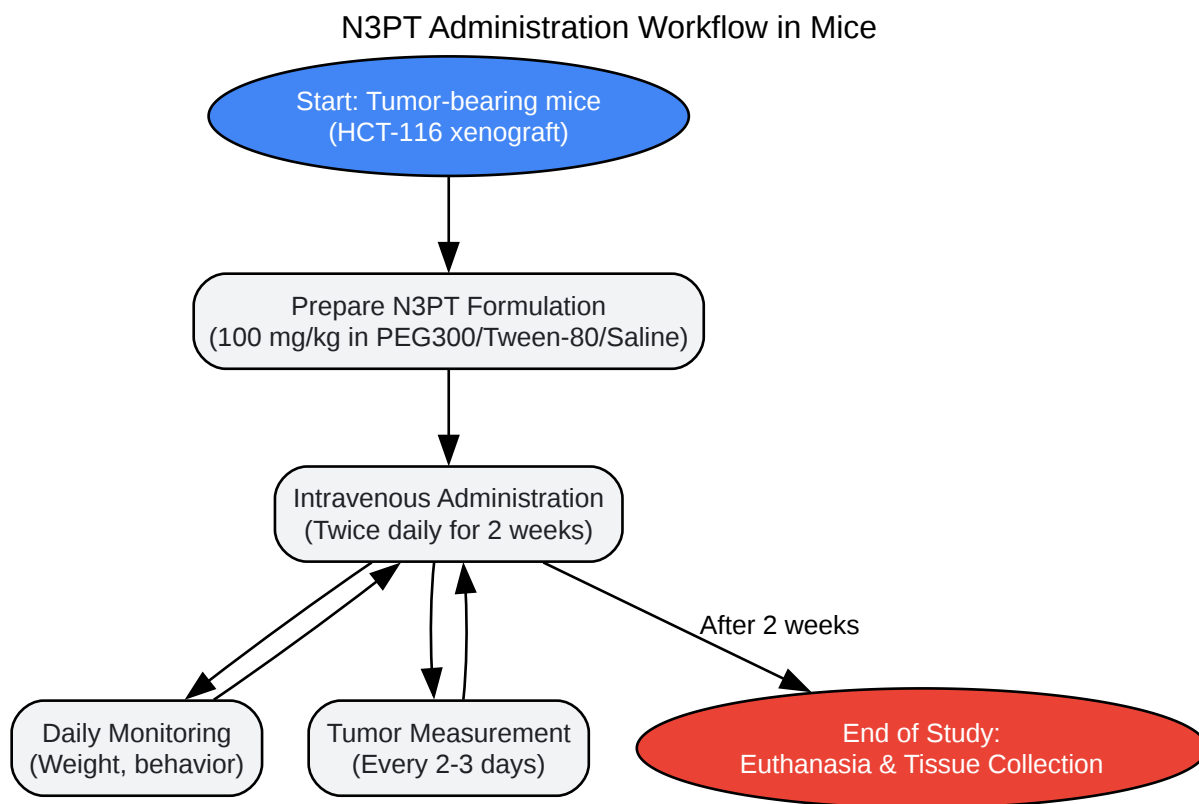 N3PT Administration Workflow in Mice
Start: Tumor-bearing mice
(HCT-116 xenograft)
Prepare N3PT Formulation
(100 mg/kg in PEG300/Tween-80/Saline)
Intravenous Administration
(Twice daily for 2 weeks)
After 2 weeks
Daily Monitoring
(Weight, behavior)
Tumor Measurement
(Every 2-3 days)
End of Study:
Euthanasia & Tissue Collection